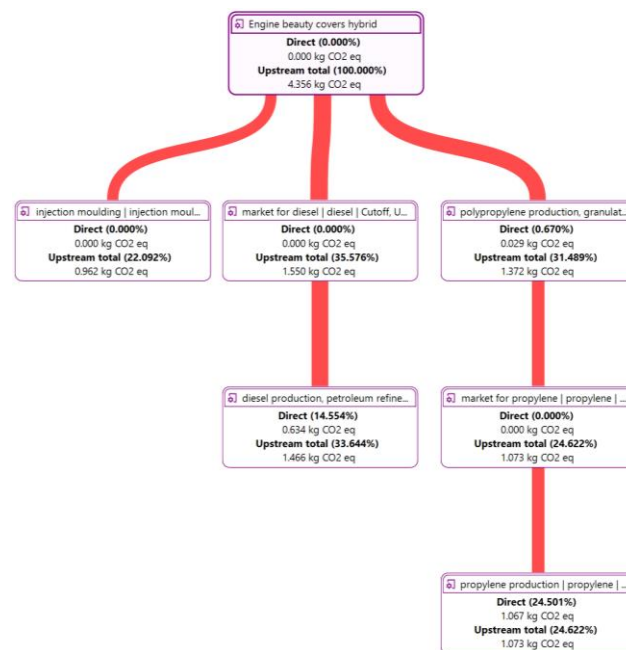 Engine beauty covers hybrid
Direct (0.000%)
0.000 kg CO2 eq
Upstream total (100.000%)
4.356 kg CO2 eq
injection moulding | injection moul...
Direct (0.000%)
0.000 kg CO2 eq
Upstream total (22.092%)
0.962 kg CO2 eq
market for diesel | diesel | Cutoff, U...
Direct (0.000%)
0.000 kg CO2 eq
Upstream total (35.576%)
1.550 kg CO2 eq
polypropylene production, granulat...
Direct (0.670%)
0.029 kg CO2 eq
Upstream total (31.489%)
1.372 kg CO2 eq
diesel production, petroleum refine...
Direct (14.554%)
0.634 kg CO2 eq
Upstream total (33.644%)
1.466 kg CO2 eq
market for propylene | propylene | ...
Direct (0.000%)
0.000 kg CO2 eq
Upstream total (24.622%)
1.073 kg CO2 eq
propylene production | propylene | ...
Direct (24.501%)
1.067 kg CO2 eq
Upstream total (24.622%)
1.073 kg CO2 eq